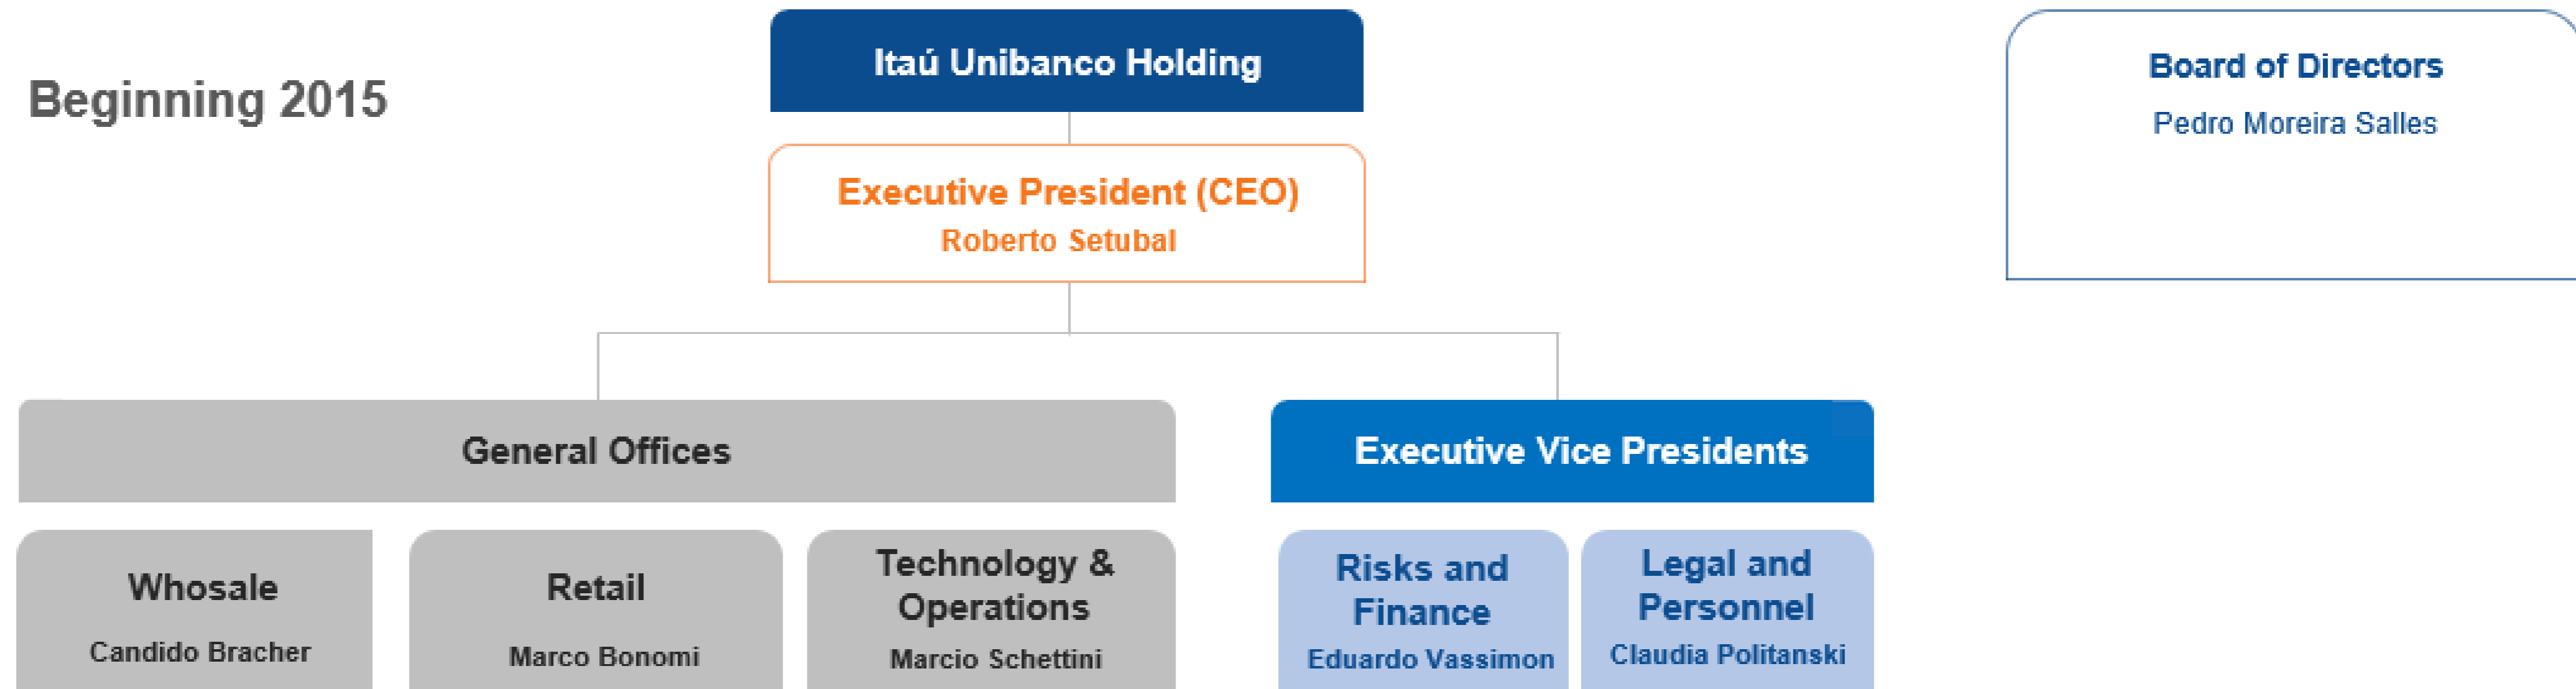 Beginning 2015
Itaú Unibanco Holding
Executive President (CEO)
Roberto Setubal
Board of Directors
Pedro Moreira Salles
General Offices
Executive Vice Presidents
Whosale
Candido Bracher
Retail
Marco Bonomi
Technology &
Operations
Marcio Schettini
Risks and
Finance
Eduardo Vassimon
Legal and
Personnel
Claudia Politanski